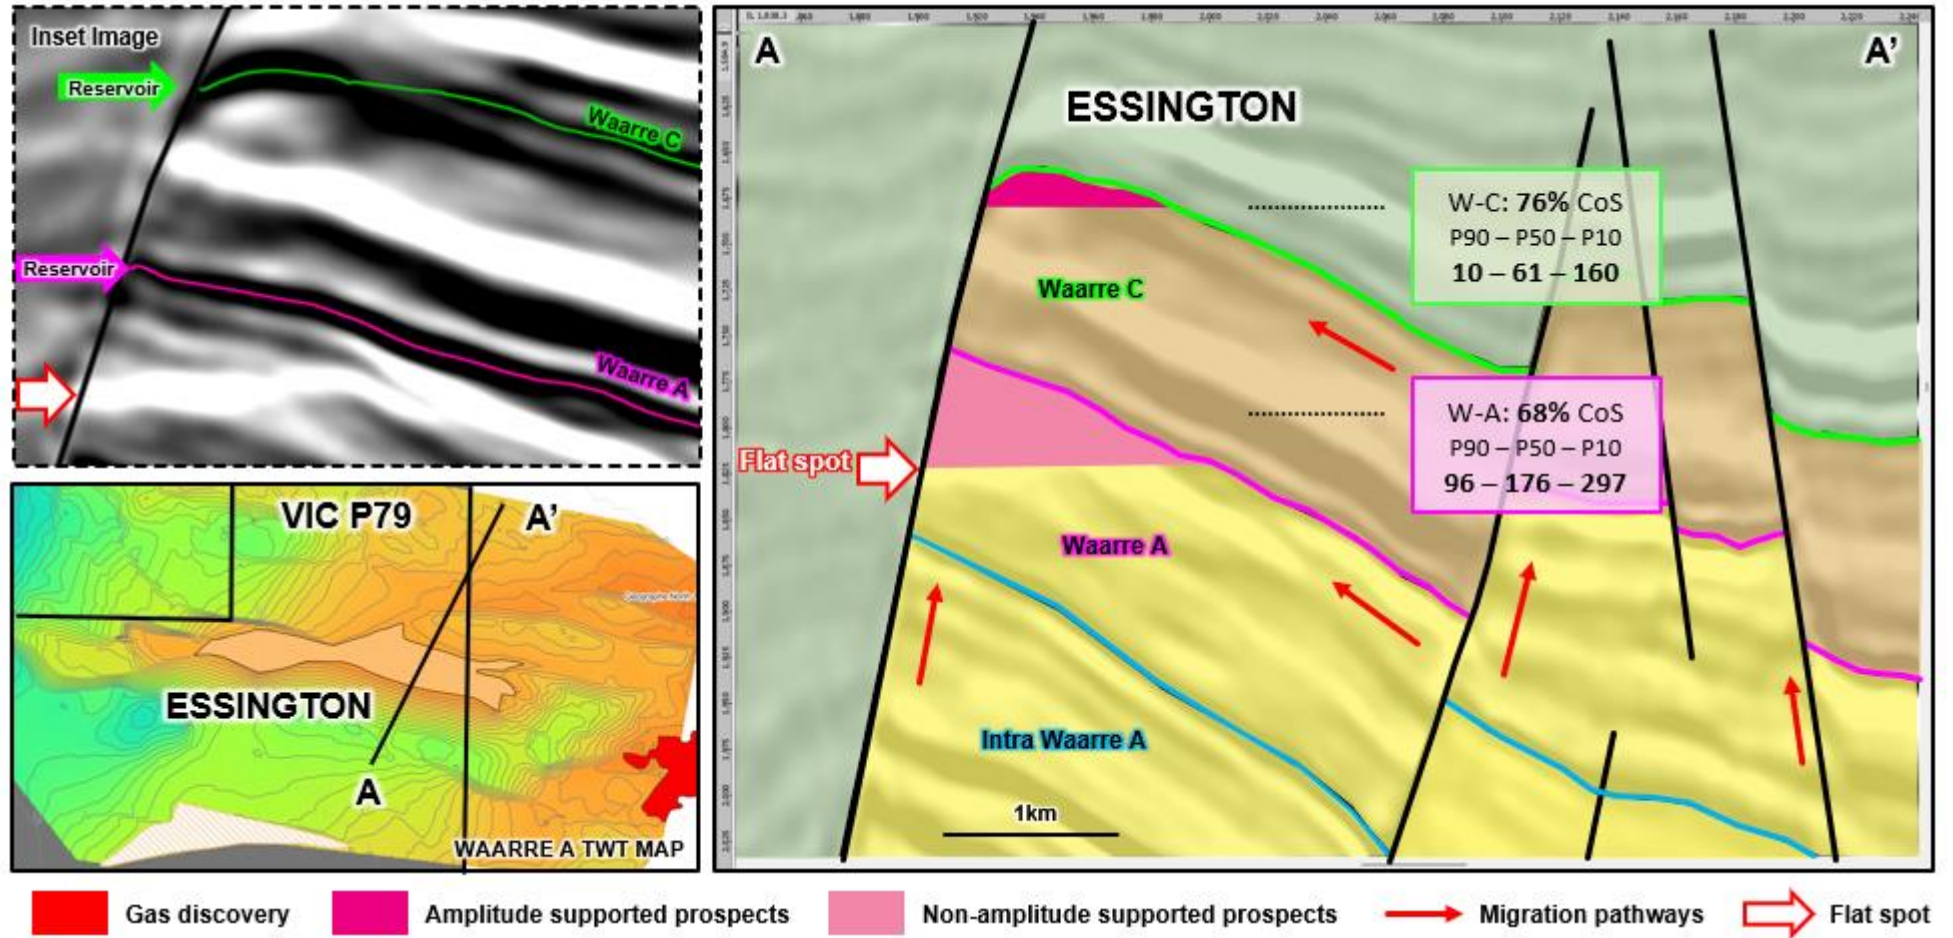 Inset Image
Reservoir
Waarre C
Reservoir
Waarre A
A
A’
ESSINGTON
W-C: 76% CoS
P90 – P50 – P10
10 – 61 – 160
Waarre C
W-A: 68% CoS
P90 – P50 – P10
96 – 176 – 297
Flat spot
Waarre A
Intra Waarre A
1km
VIC P79
A’
ESSINGTON
A
WAARRE A TWT MAP
Gas discovery
Amplitude supported prospects
Non-amplitude supported prospects
Migration pathways
Flat spot